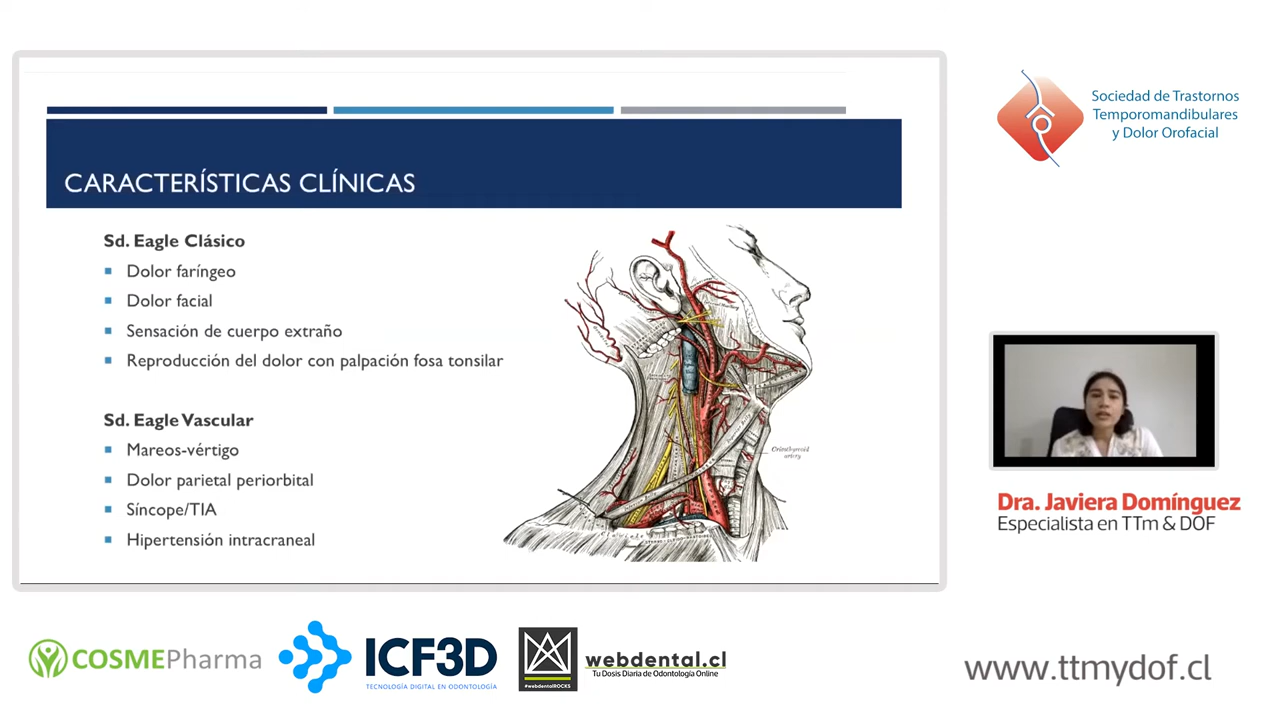 CARACTERÍSTICAS CLÍNICAS
Sd. Eagle Clásico
Dolor faríngeo
Dolor facial
Sensación de cuerpo extraño
Reproducción del dolor con palpación fosa tonsilar
Sd. Eagle Vascular
Mareos-vértigo
Dolor parietal periorbital
Síncope/TIA
Hipertensión intracraneal
artery
Sociedad de Trastornos
Temporomandibulares
y Dolor Orofacial
Dra. Javiera Domínguez
Especialista en TTm & DOF
COSMEPharma
ICF3D
TECNOLOGÍA DIGITAL EN ODONTOLOGÍA
#webdentalROCKS
webdental.cl
Tu Dosis Diaria de Odontología Online
www.ttmydof.cl